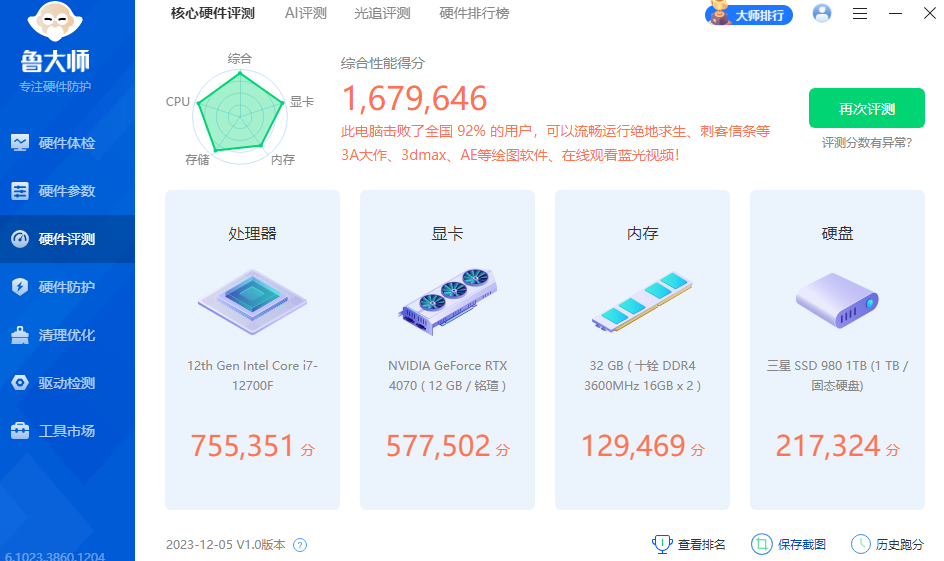 鲁大师
专注硬件防护
硬件体检
硬件参数
硬件评测
硬件防护
清理优化
驱动检测
工具市场
6.1023.3860.1204
核心硬件评测 AI评测 光追评测 硬件排行榜
大师排行
综合
CPU
显卡
存储
内存
综合性能得分
1,679,646
此电脑击败了全国 92% 的用户，可以流畅运行绝地求生、刺客信条等
3A大作、3dmax、AE等绘图软件、在线观看蓝光视频！
再次评测
评测分数有异常?
处理器
12th Gen Intel Core i7-
12700F
755,351 分
显卡
NVIDIA GeForce RTX
4070 ( 12 GB / 铭瑄 )
577,502 分
内存
32 GB ( 十铨 DDR4
3600MHz 16GB x 2 )
129,469 分
硬盘
三星 SSD 980 1TB (1 TB /
固态硬盘)
217,324 分
2023-12-05 V1.0版本 ?
查看排名
保存截图
历史跑分